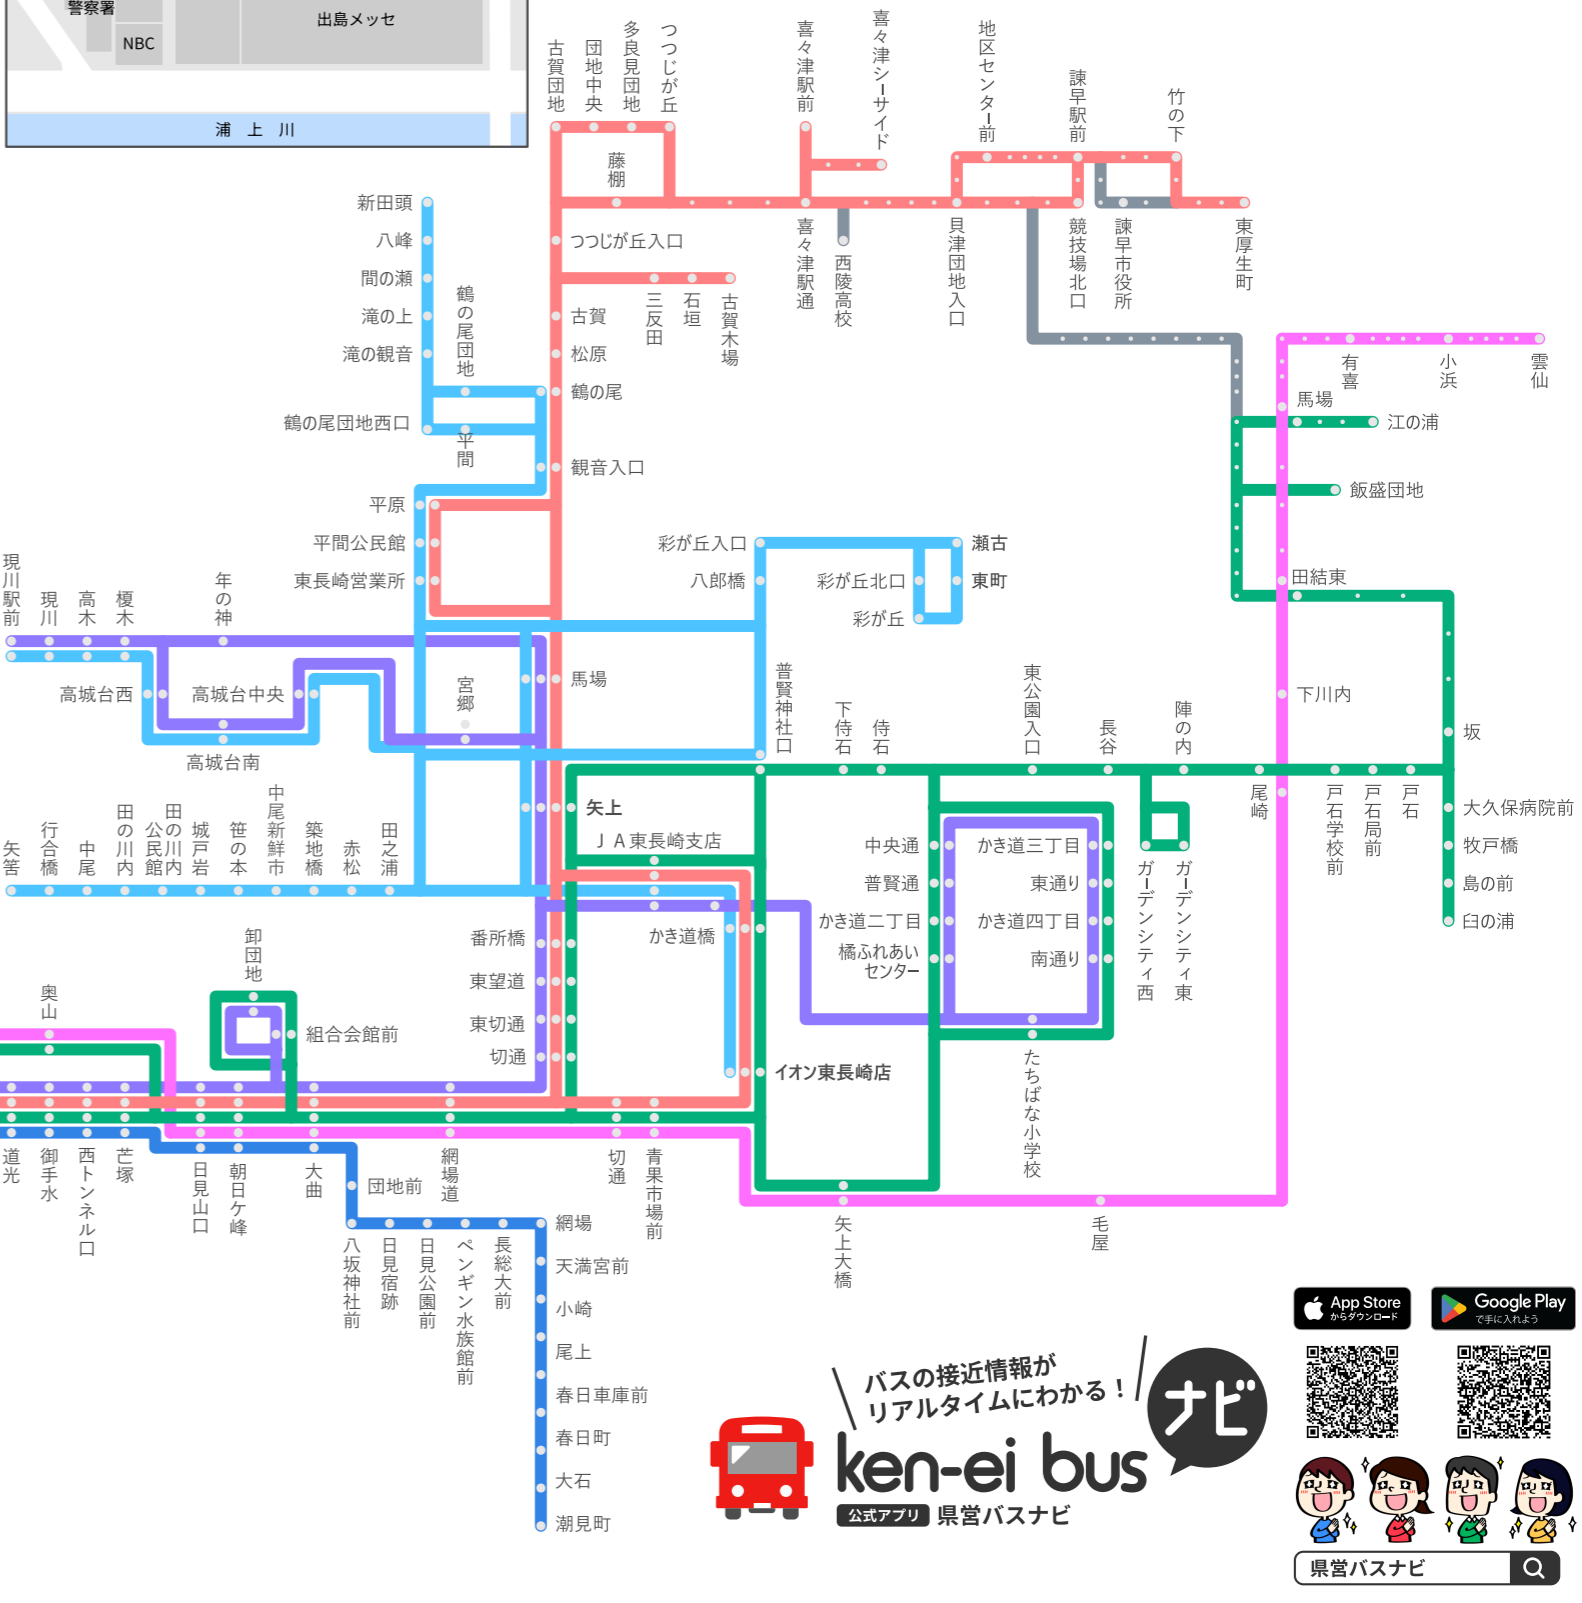 警察署
NBC
出島メッセ
浦上川
古賀団地
団地中央
多良見団地
つつじが丘
喜々津駅前
喜々津シーサイド
地区センター前
諫早駅前
竹の下
藤棚
新田頭
八峰
間の瀬
滝の上
滝の観音
鶴の尾団地
鶴の尾団地西口
平間
つつじが丘入口
三反田
石垣
古賀木場
古賀
松原
鶴の尾
観音入口
喜々津駅通
西陵高校
貝津団地入口
競技場北口
諫早市役所
東厚生町
有喜
小浜
雲仙
馬場
江の浦
飯盛団地
田結東
下川内
坂
大久保病院前
牧戸橋
島の前
臼の浦
平原
平間公民館
東長崎営業所
彩が丘入口
八郎橋
彩が丘北口
彩が丘
瀬古
東町
現川駅前
現川
高木
榎木
年の神
高城台西
高城台中央
高城台南
宮郷
馬場
普賢神社口
下侍石
侍石
東公園入口
長谷
陣の内
尾崎
戸石学校前
戸石局前
戸石
矢筈
行合橋
中尾
田の川内
田の川内公民館
城戸岩
笹の本
中尾新鮮市
築地橋
赤松
田之浦
矢上
JA東長崎支店
かき道橋
中央通
普賢通
かき道二丁目
橘ふれあい
センター
かき道三丁目
東通り
かき道四丁目
南通り
ガーデンシティ西
ガーデンシティ東
番所橋
東望道
東切通
切通
卸団地
組合会館前
奥山
イオン東長崎店
たちばな小学校
道光
御手水
西トンネル口
芒塚
日見山口
朝日ケ峰
大曲
団地前
網場道
切通
青果市場前
矢上大橋
毛屋
八坂神社前
日見宿跡
日見公園前
ペンギン水族館前
長総大前
網場
天満宮前
小崎
尾上
春日車庫前
春日町
大石
潮見町
バスの接近情報が
リアルタイムにわかる！
ken-ei bus
ナビ
公式アプリ 県営バスナビ
App Store
からダウンロード
Google Play
で手に入れよう
県営バスナビ